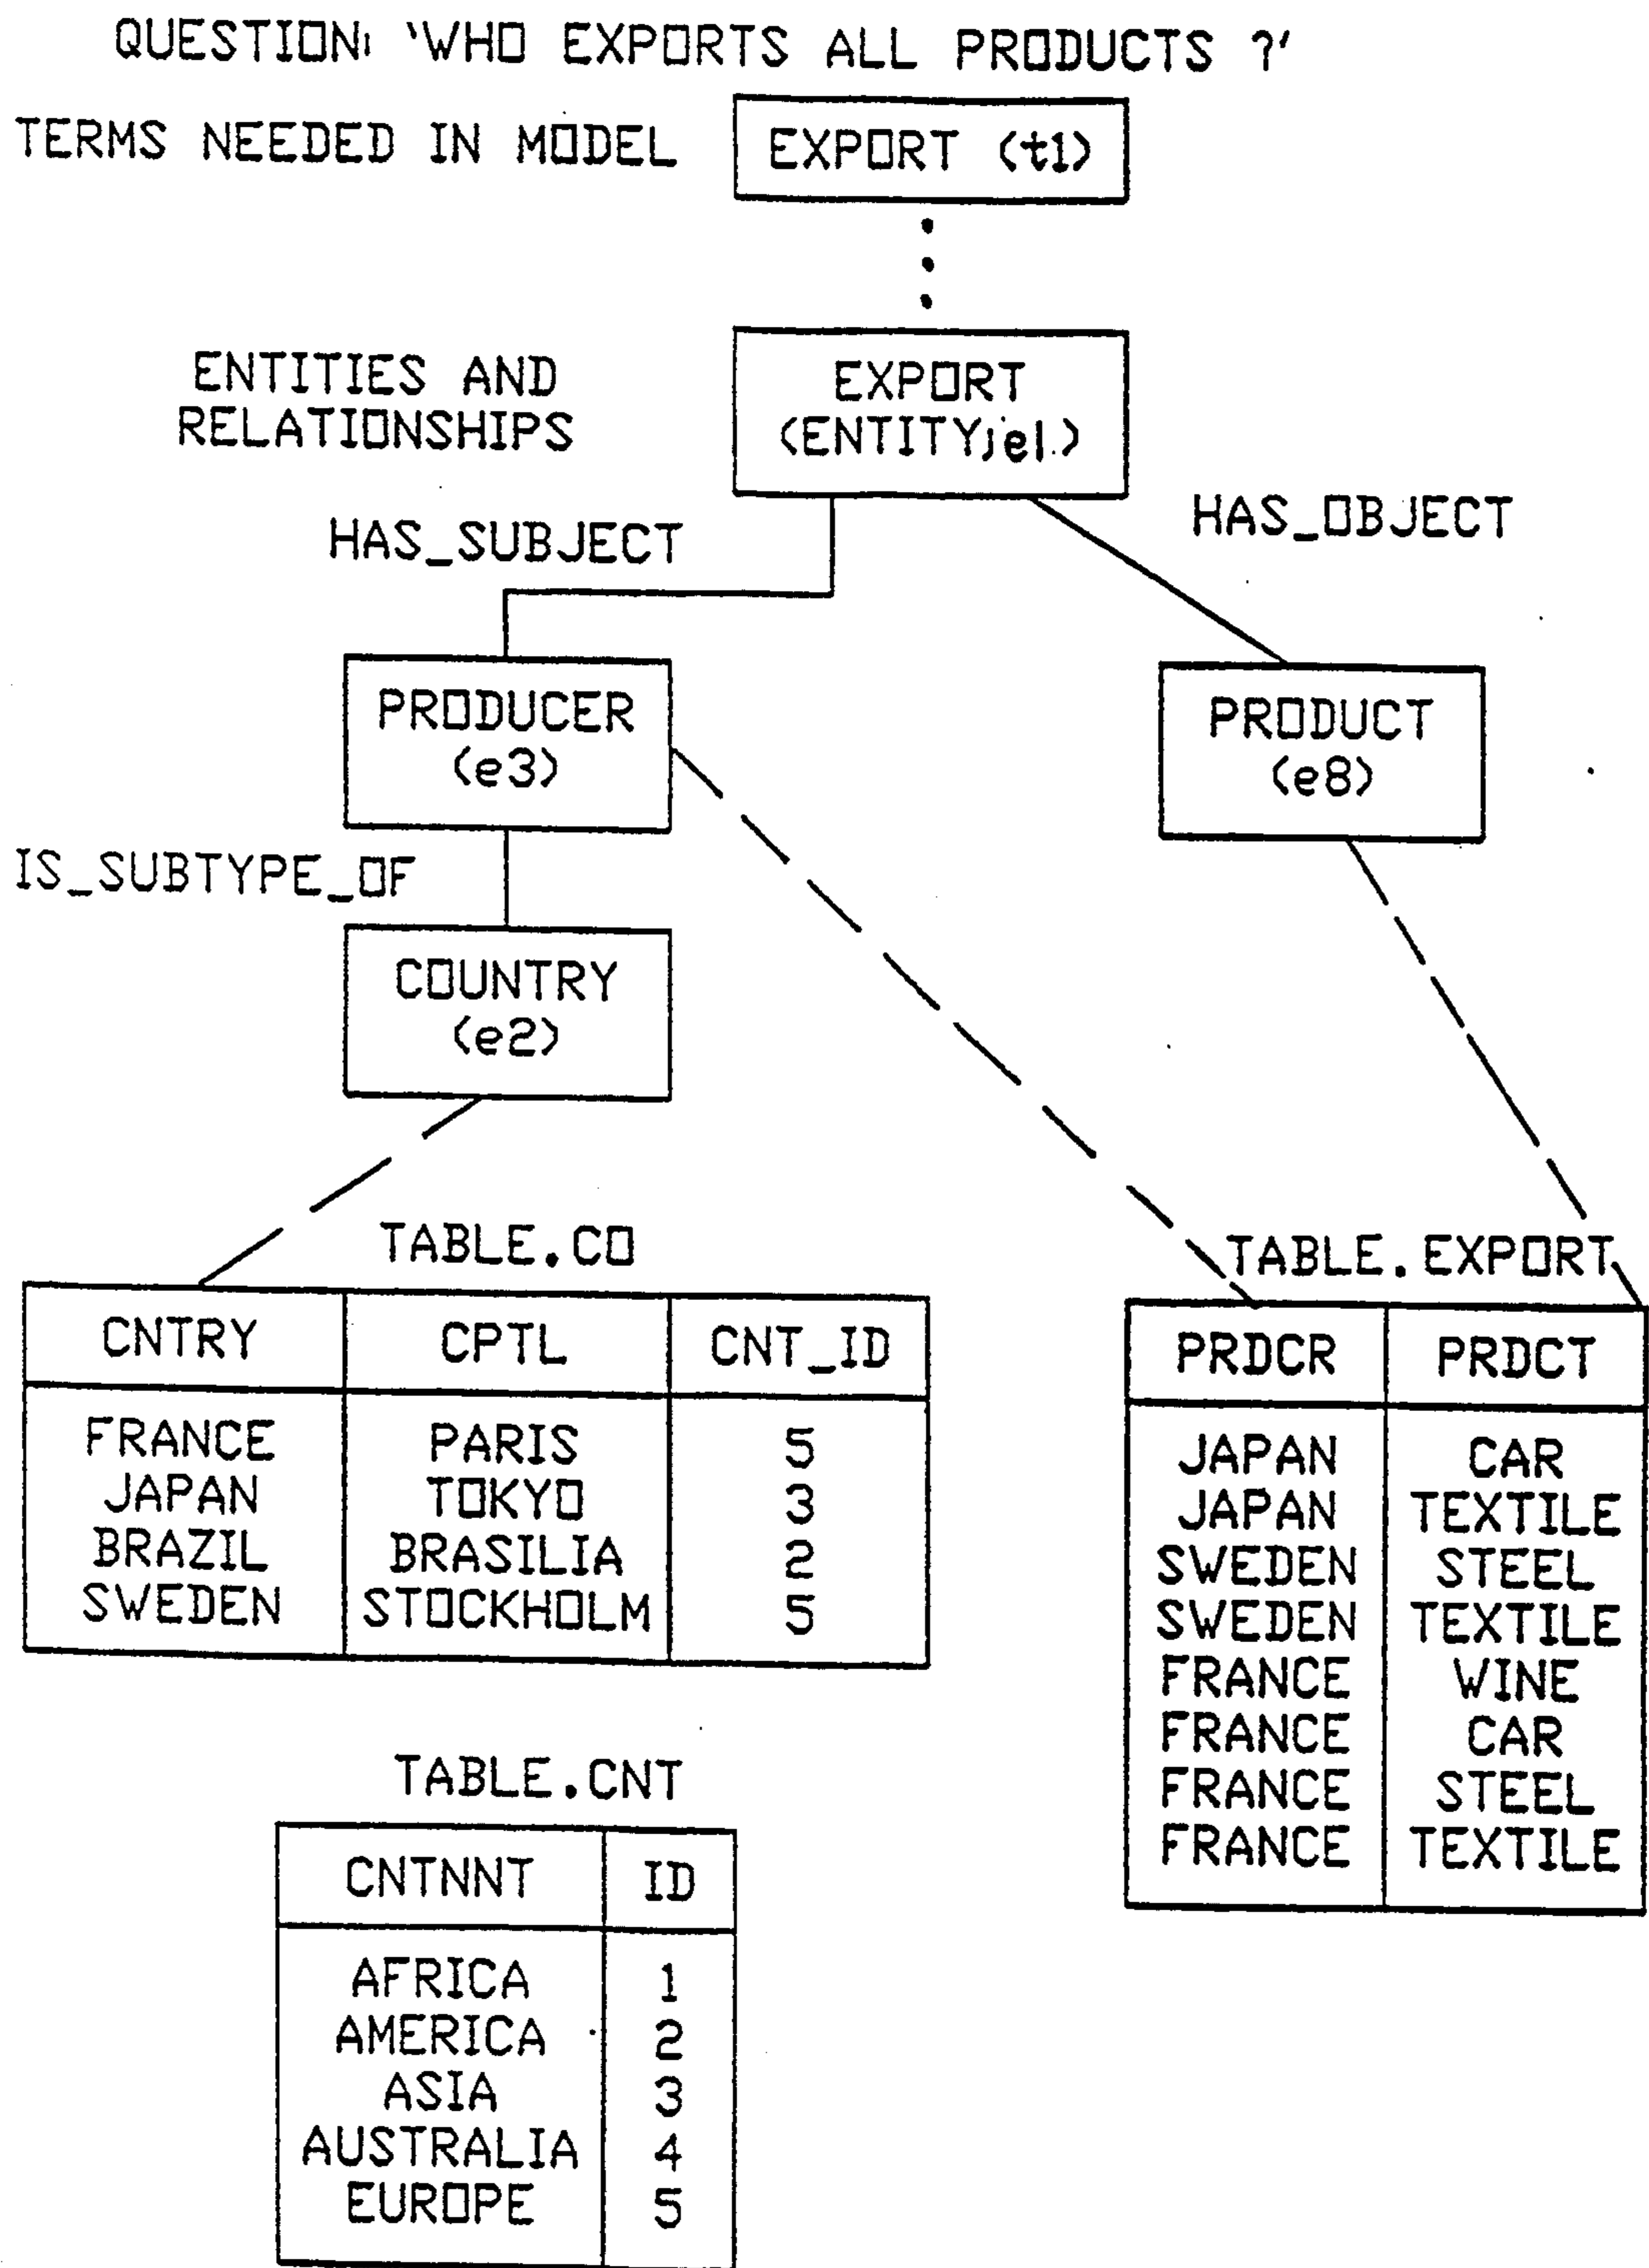 QUESTION: 'WHO EXPORTS ALL PRODUCTS ?'
TERMS NEEDED IN MODEL
EXPORT (t1)
ENTITIES AND
RELATIONSHIPS
EXPORT
(ENTITY;el.)
HAS_SUBJECT
HAS_OBJECT
PRODUCER
(e3)
PRODUCT
(e8)
IS_SUBTYPE_OF
COUNTRY
(e2)
TABLE.CO
CNTRY CPTL CNT_ID
FRANCE PARIS 5
JAPAN TOKYO 3
BRAZIL BRASILIA 2
SWEDEN STOCKHOLM 5
TABLE.EXPORT
PRDCR PRDCT
JAPAN CAR
JAPAN TEXTILE
SWEDEN STEEL
SWEDEN TEXTILE
FRANCE WINE
FRANCE CAR
FRANCE STEEL
FRANCE TEXTILE
TABLE.CNT
CNTNNT ID
AFRICA 1
AMERICA 2
ASIA 3
AUSTRALIA 4
EUROPE 5